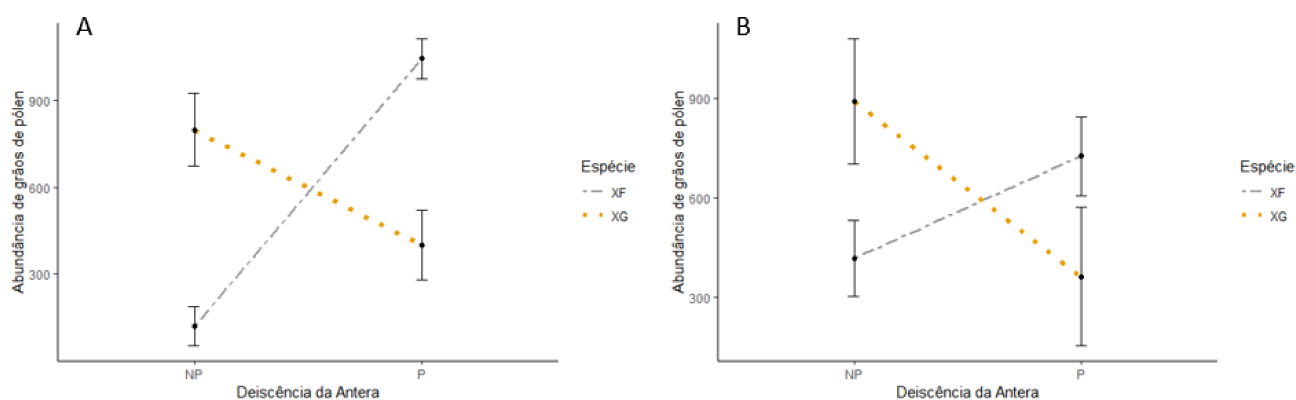 A
Abundância de grãos de pólen
900
600
300
NP
P
Deiscência da Antera
Espécie
XF
XG
B
Abundância de grãos de pólen
900
600
300
NP
P
Deiscência da Antera
Espécie
XF
XG